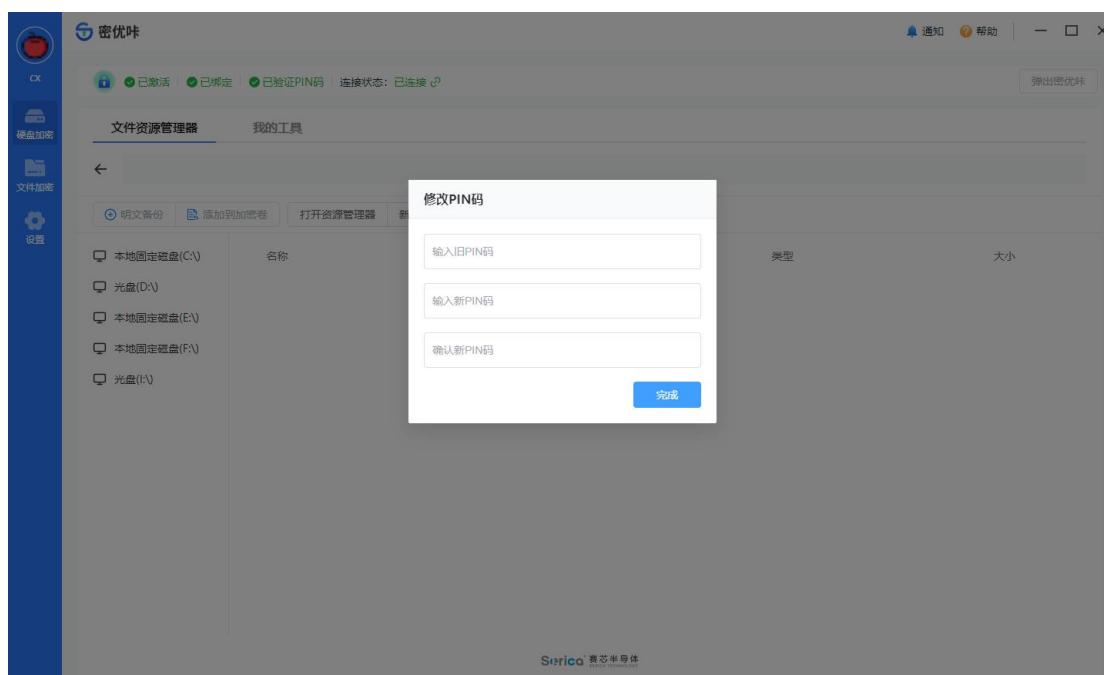 密优咔
通知
帮助
CX
已激活
已绑定
已验证PIN码
连接状态：已连接
弹出密优咔
硬盘加密
文件加密
设置
文件资源管理器
我的工具
明文备份
添加到加密卷
打开资源管理器
新
本地固定磁盘(C:\)
光盘(D:\)
本地固定磁盘(E:\)
本地固定磁盘(F:\)
光盘(I:\)
名称
类型
大小
修改PIN码
输入旧PIN码
输入新PIN码
确认新PIN码
完成
Serica 赛芯半导体